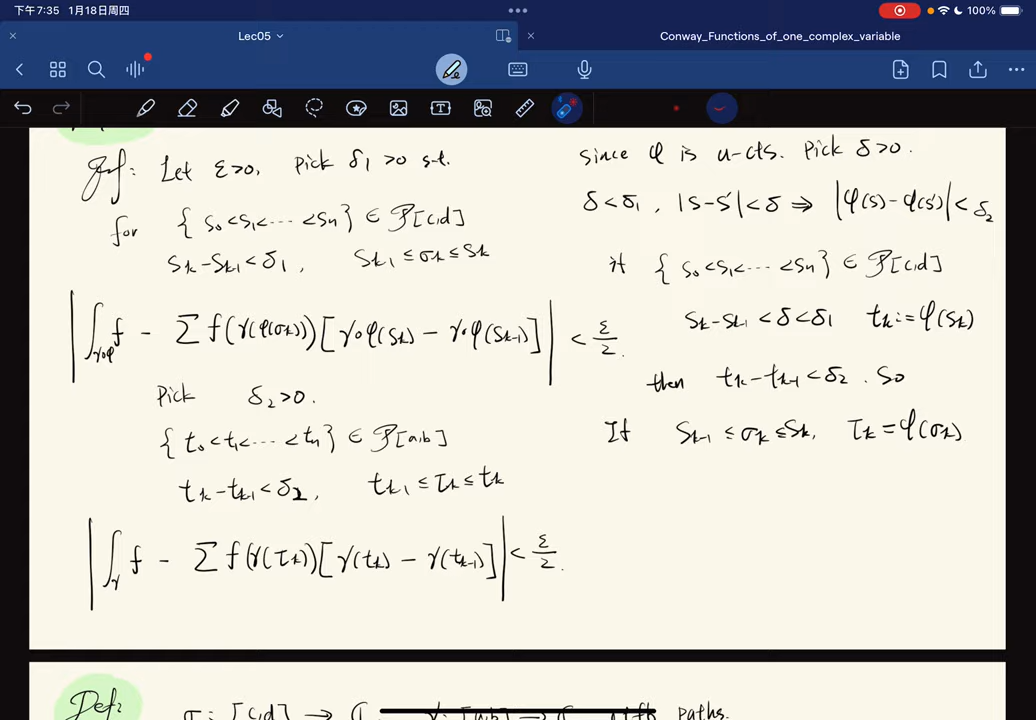 下午7:35 1月18日周四
100%
Lec05
Conway_Functions_of_one_complex_variable
Prf: Let ε>0, Pick δ₁>0 s.t.
for {s₀<s₁<⋯<sₙ} ∈ 𝒫[c,d]
sₖ-sₖ₋₁<δ₁, sₖ₋₁≤σₖ≤sₖ
|∫_{γ∘φ} f - Σ f(γ(φ(σₖ)))[γ∘φ(sₖ) - γ∘φ(sₖ₋₁)]| < ε/2.
Pick δ₂>0.
{t₀<t₁<⋯<tₙ} ∈ 𝒫[a,b]
tₖ-tₖ₋₁<δ₂, tₖ₋₁≤τₖ≤tₖ
|∫_γ f - Σ f(γ(τₖ))[γ(tₖ) - γ(tₖ₋₁)]| < ε/2.
since φ is u-cts. Pick δ>0.
δ<δ₁, |s-s'|<δ ⇒ |φ(s)-φ(s')|<δ₂
if {s₀<s₁<⋯<sₙ} ∈ 𝒫[c,d]
sₖ-sₖ₋₁<δ<δ₁ tₖ:=φ(sₖ)
then tₖ-tₖ₋₁<δ₂. So
If sₖ₋₁≤σₖ≤sₖ, τₖ=φ(σₖ)
Def: σ: [c,d] → ℂ, γ: [a,b] → ℂ paths.